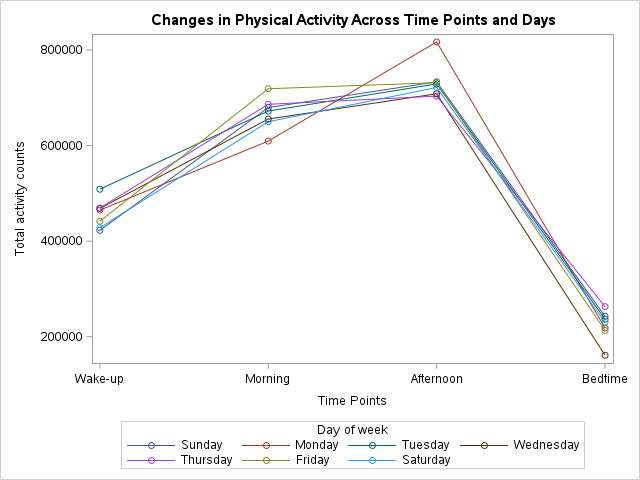 Changes in Physical Activity Across Time Points and Days
Total activity counts
800000
600000
400000
200000
Wake-up Morning Afternoon Bedtime
Time Points
Day of week
Sunday Monday Tuesday Wednesday
Thursday Friday Saturday